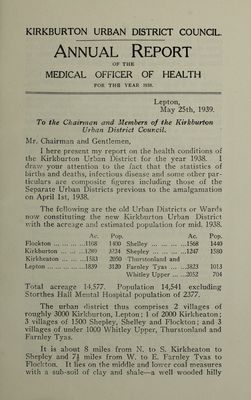 KIRKBURTON URBAN DISTRICT COUNCIL.
ANNUAL REPORT
OF THE
MEDICAL OFFICER OF HEALTH
FOR THE YEAR 1938.
Lepton,
May 25th, 1939.
To the Chairman and Members of the Kirkburton
Urban District Council.
Mr. Chairman and Gentlemen,
I here present my report on the health conditions of
the Kirkburton Urban District for the year 1938. I
draw your attention to the fact that the statistics of
births and deaths, infectious disease and some other par-
ticulars are composite figures including those of the
Separate Urban Districts previous to the amalgamation
on April 1st, 1938.
The following are the old Urban Districts or Wards
now constituting the new Kirkburton Urban District
with the acreage and estimated population for mid. 1938.
Ac. Pop. Ac. Pop.
Flockton ... ... ... ...1168 1400 Shelley ... ... ... ...1568 1440
Kirkburton ... ... ...1289 3124 Shepley ... ... ... ...1247 1580
Kirkheaton ... ... ...1583 2050 Thurstonland and
Lepton ... ... ... ...1839 3120 Farnley Tyas ... ...3823 1013
Whitley Upper ... ...2052 704
Total acreage 14,577. Population 14,541 excluding
Storthes Hall Mental Hospital population of 2377.
The urban district thus comprises 2 villages of
roughly 3000 Kirkburton, Lepton; 1 of 2000 Kirkheaton;
3 villages of 1500 Shepley, Shelley and Flockton; and 3
villages of under 1000 Whitley Upper, Thurstonland and
Farnley Tyas.
It is about 8 miles from N. to S. Kirkheaton to
Shepley and 7½ miles from W. to E. Farnley Tyas to
Flockton. It lies on the middle and lower coal measures
with a sub-soil of clay and shale—a well wooded hilly